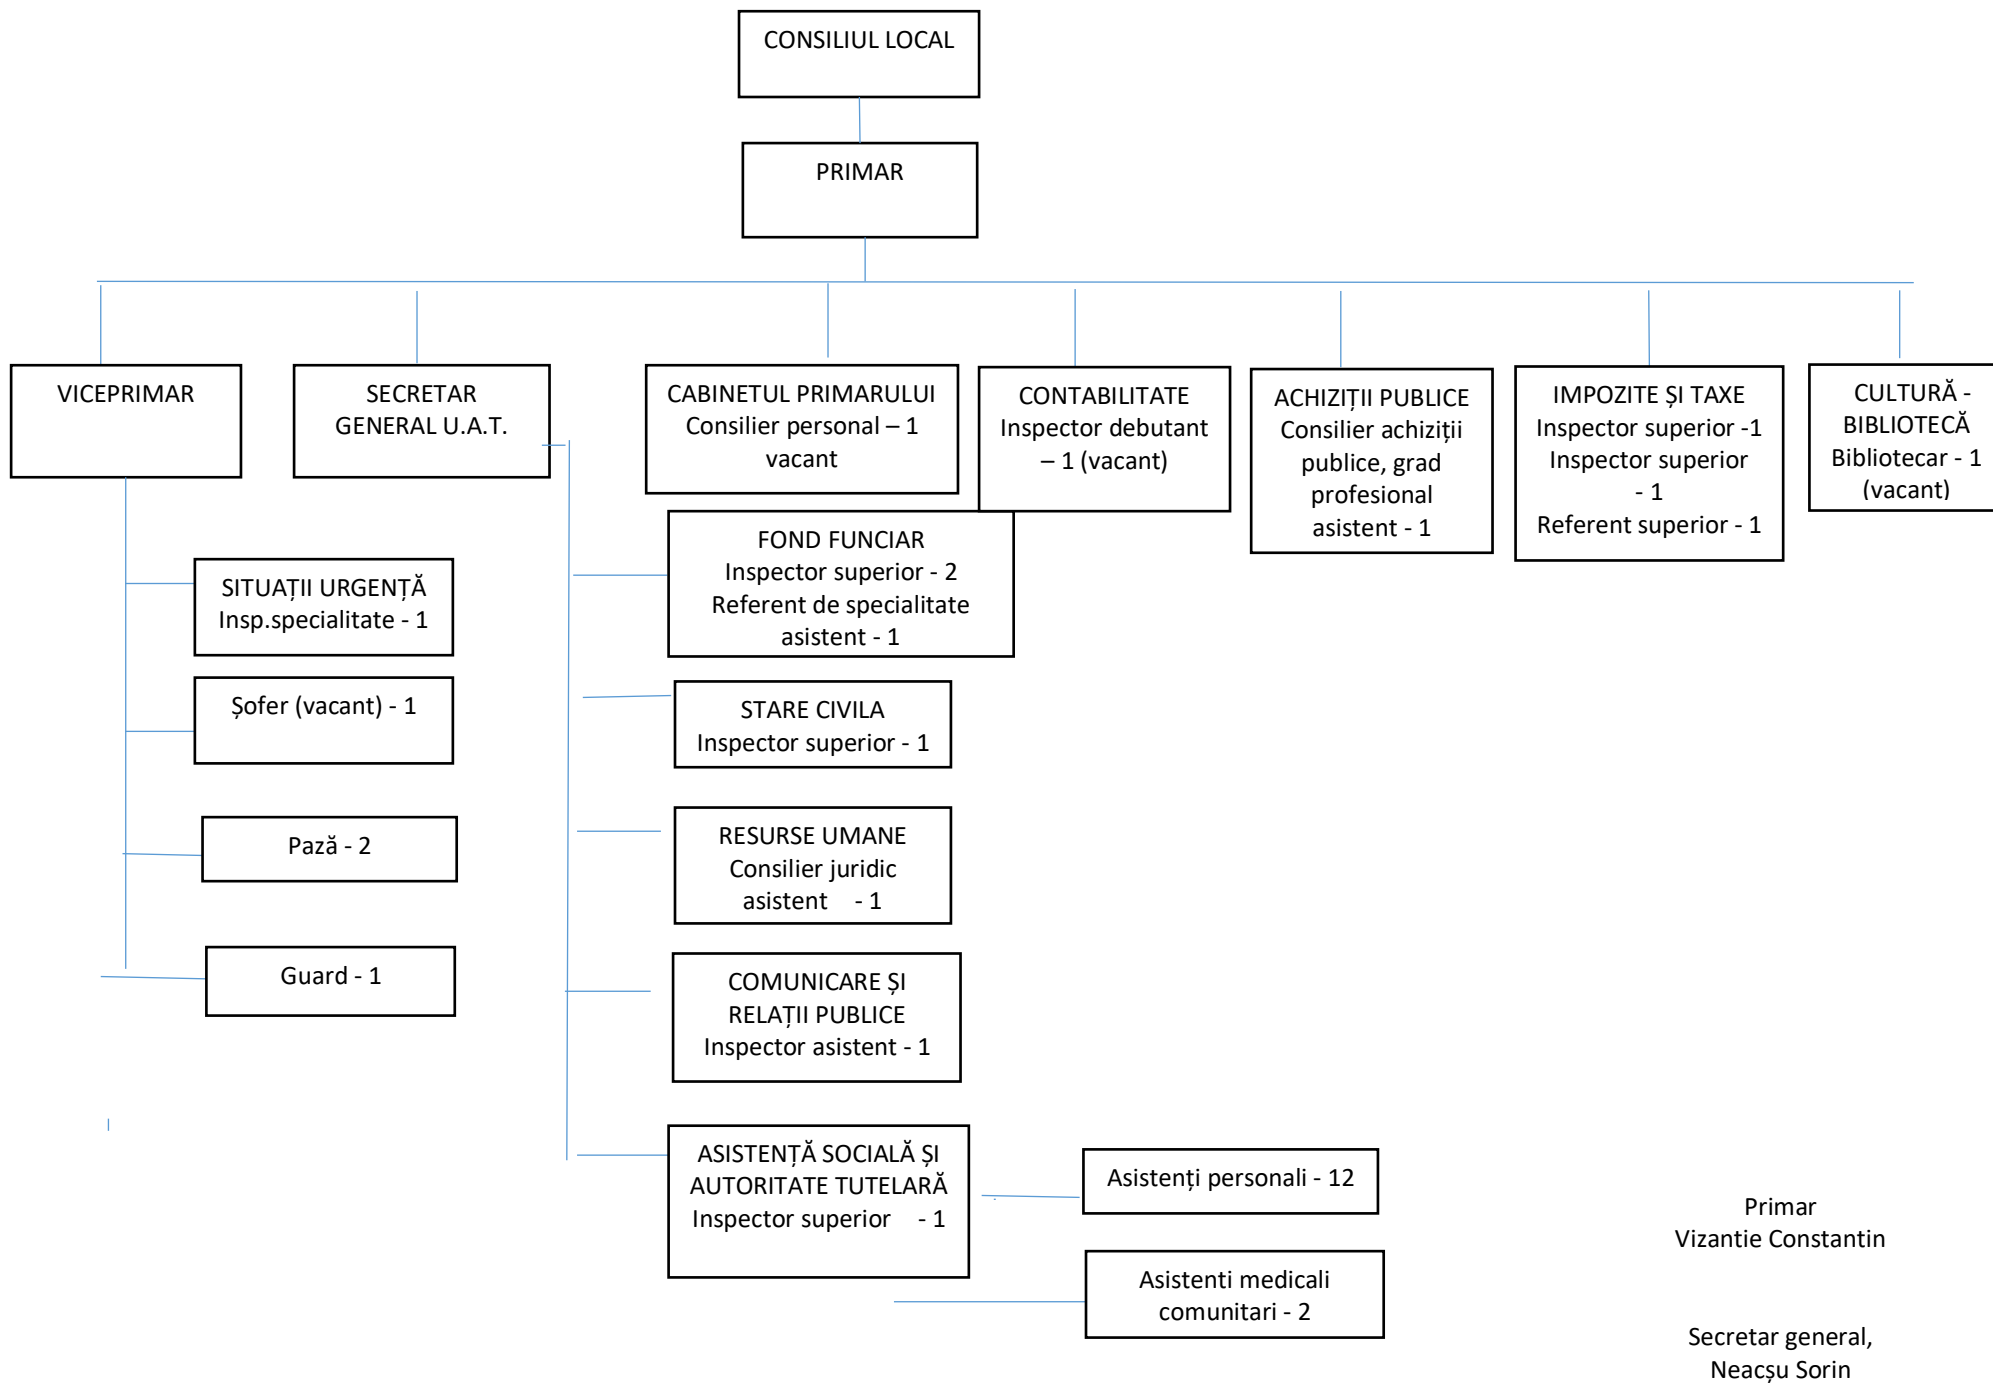 CONSILIUL LOCAL
PRIMAR
VICEPRIMAR
SECRETAR
GENERAL U.A.T.
CABINETUL PRIMARULUI
Consilier personal – 1
vacant
CONTABILITATE
Inspector debutant
– 1 (vacant)
ACHIZIȚII PUBLICE
Consilier achiziții
publice, grad
profesional
asistent - 1
IMPOZITE ȘI TAXE
Inspector superior -1
Inspector superior
- 1
Referent superior - 1
CULTURĂ -
BIBLIOTECĂ
Bibliotecar - 1
(vacant)
SITUAȚII URGENȚĂ
Insp.specialitate - 1
Șofer (vacant) - 1
Pază - 2
Guard - 1
FOND FUNCIAR
Inspector superior - 2
Referent de specialitate
asistent - 1
STARE CIVILA
Inspector superior - 1
RESURSE UMANE
Consilier juridic
asistent - 1
COMUNICARE ȘI
RELAȚII PUBLICE
Inspector asistent - 1
ASISTENȚĂ SOCIALĂ ȘI
AUTORITATE TUTELARĂ
Inspector superior - 1
Asistenți personali - 12
Asistenti medicali
comunitari - 2
Primar
Vizantie Constantin
Secretar general,
Neacșu Sorin